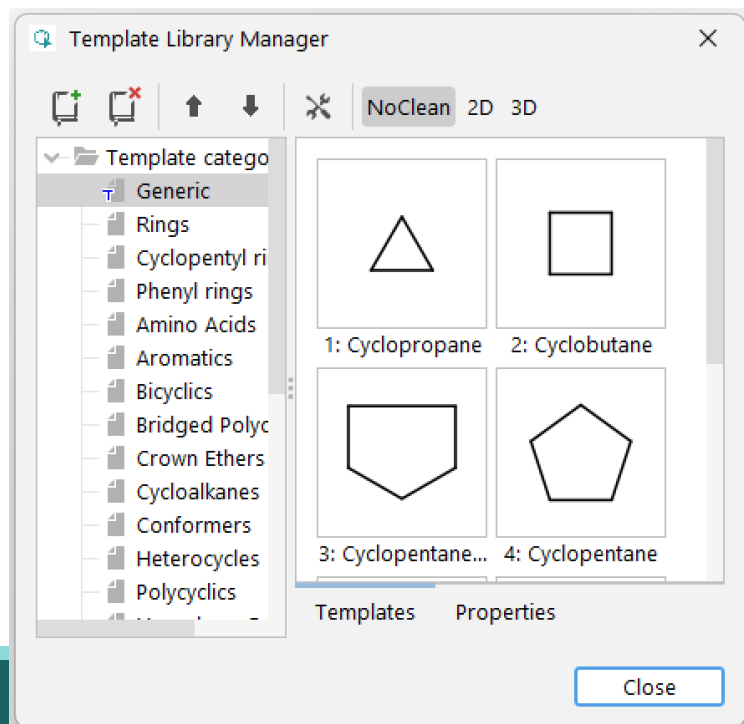 Template Library Manager
NoClean 2D 3D
Template catego
T Generic
Rings
Cyclopentyl ri
Phenyl rings
Amino Acids
Aromatics
Bicyclics
Bridged Polyc
Crown Ethers
Cycloalkanes
Conformers
Heterocycles
Polycyclics
1: Cyclopropane
2: Cyclobutane
3: Cyclopentane...
4: Cyclopentane
Templates Properties
Close